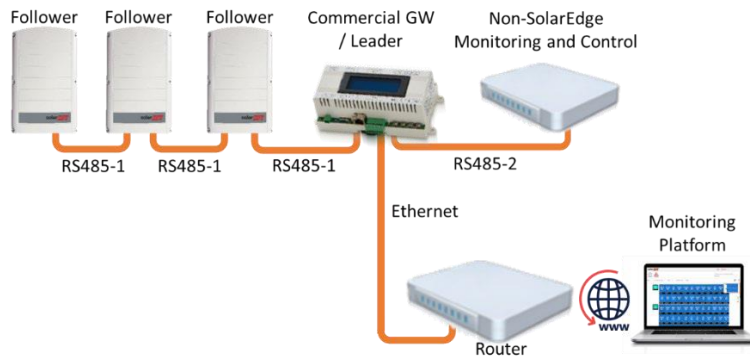 Follower
Follower
Follower
Commercial GW
/ Leader
Non-SolarEdge
Monitoring and Control
RS485-1
RS485-1
RS485-1
RS485-2
Ethernet
Monitoring
Platform
www
Router